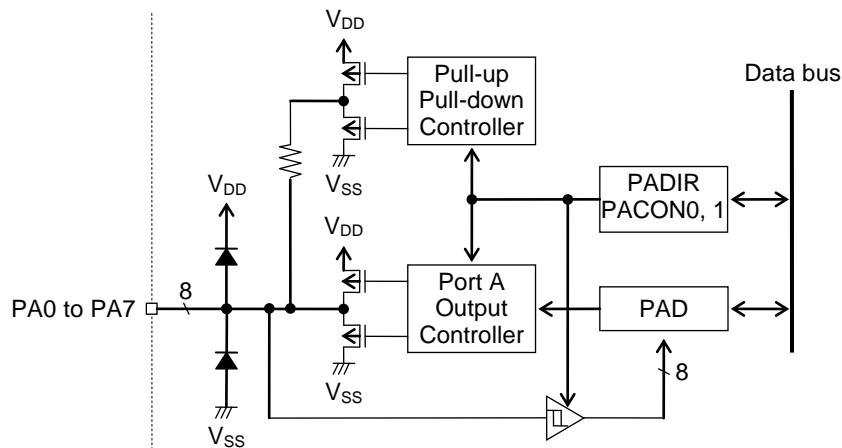 VDD
Pull-up
Pull-down
Controller
Data bus
VSS
VDD
VDD
PADIR
PACON0, 1
PA0 to PA7
8
Port A
Output
Controller
PAD
VSS
8
VSS